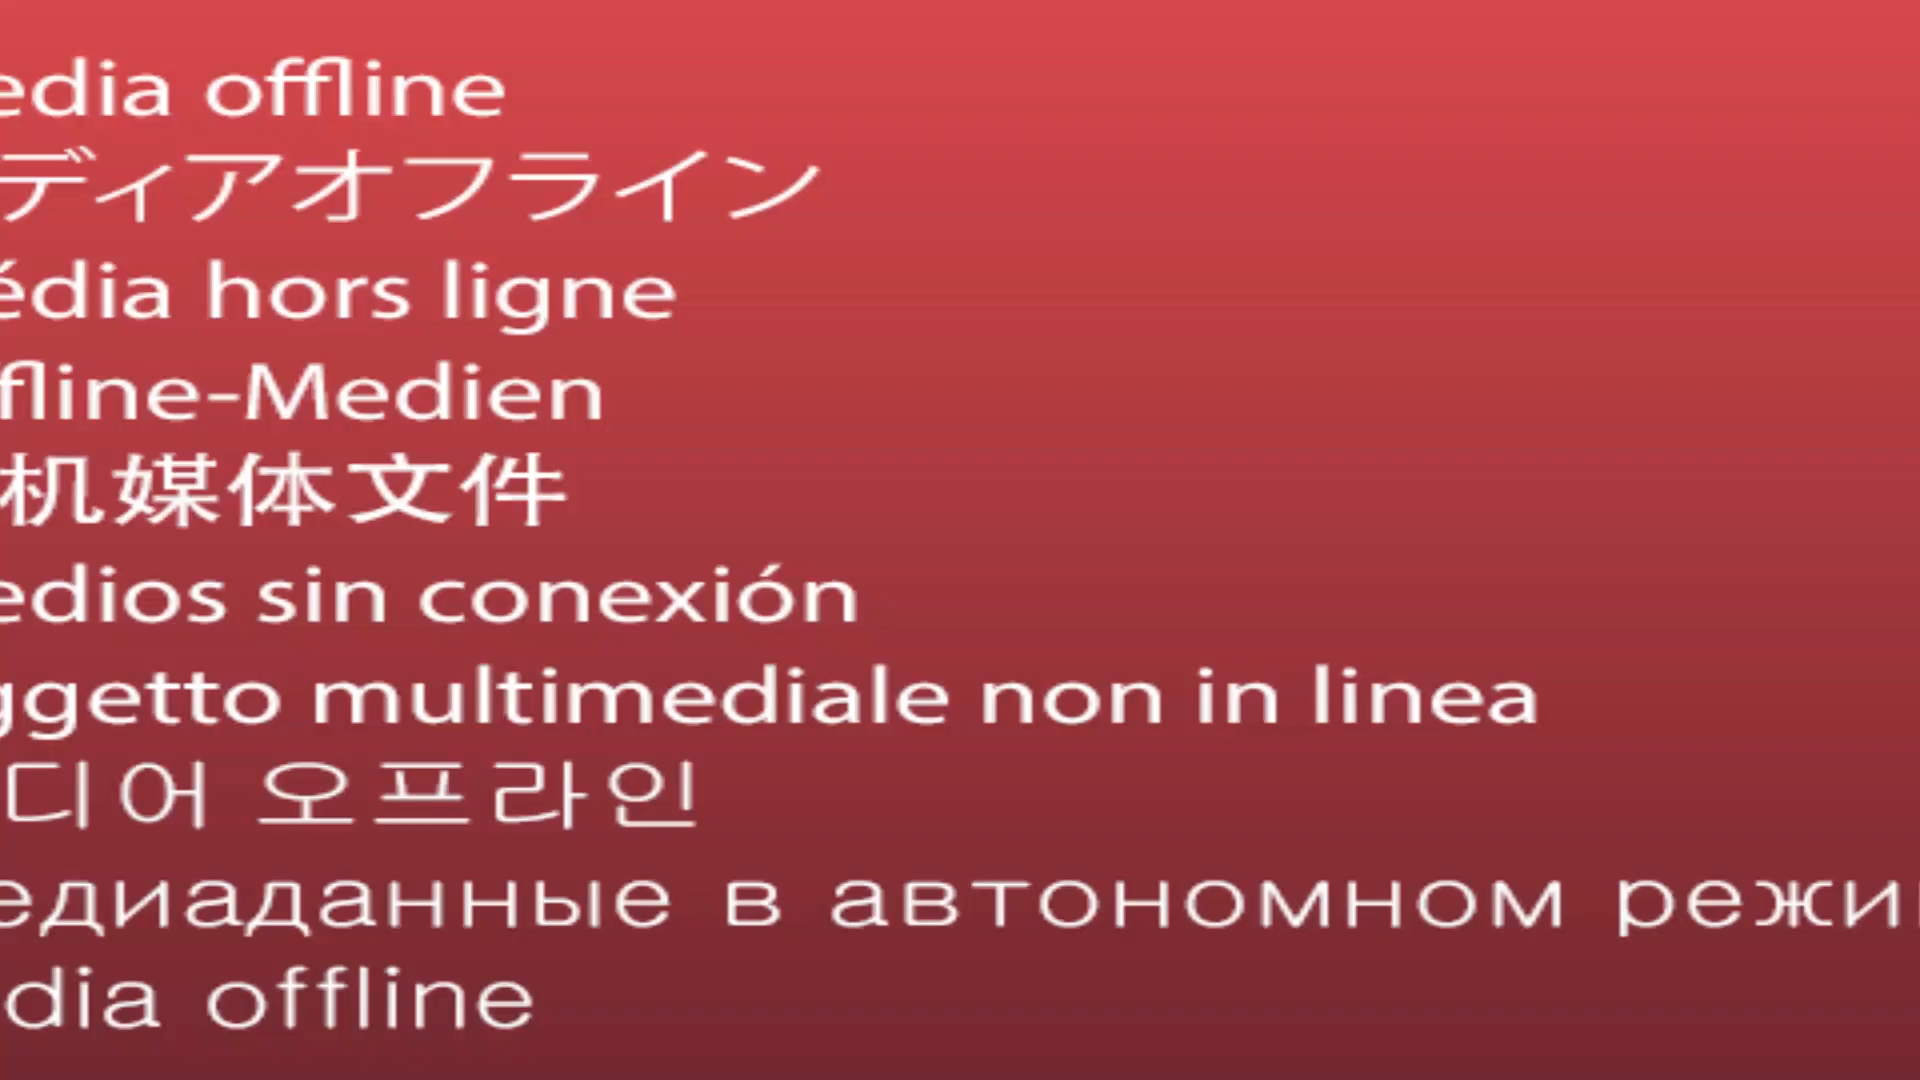 edia offline
ディアオフライン
édia hors ligne
fline-Medien
机媒体文件
edios sin conexión
ggetto multimediale non in linea
디어 오프라인
едиаданные в автономном режи
dia offline